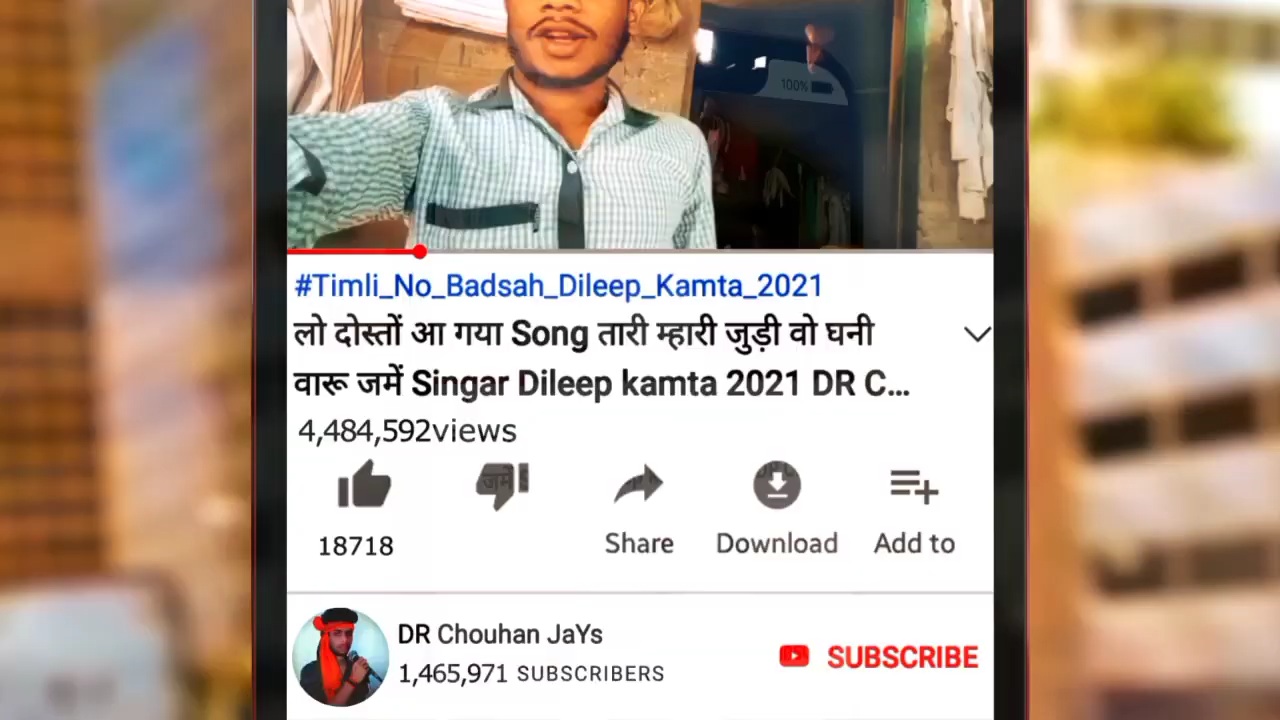 100%
#Timli_No_Badsah_Dileep_Kamta_2021
लो दोस्तों आ गया Song तारी म्हारी जुड़ी वो घनी
वारू जमें Singar Dileep kamta 2021 DR C...
4,484,592views
18718
Share
Download
Add to
DR Chouhan JaYs
1,465,971 SUBSCRIBERS
SUBSCRIBE